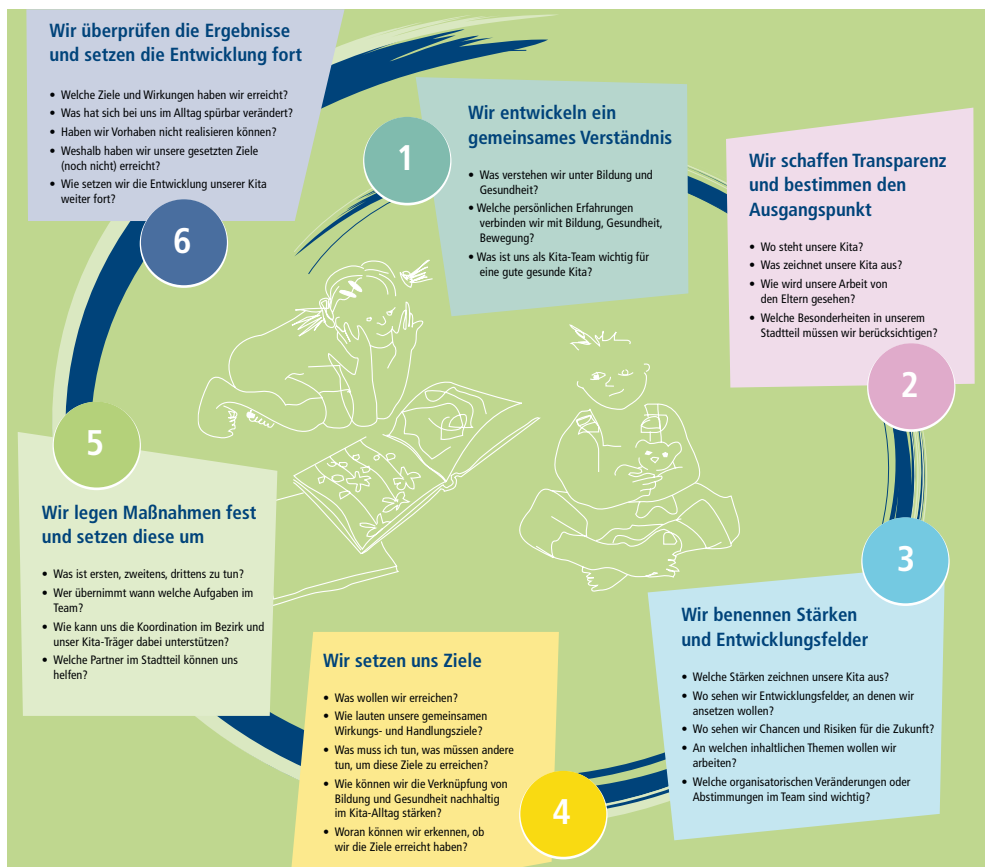 1
Wir entwickeln ein
gemeinsames Verständnis
• Was verstehen wir unter Bildung und
Gesundheit?
• Welche persönlichen Erfahrungen
verbinden wir mit Bildung, Gesundheit,
Bewegung?
• Was ist uns als Kita-Team wichtig für
eine gute gesunde Kita?
2
Wir schaffen Transparenz
und bestimmen den
Ausgangspunkt
• Wo steht unsere Kita?
• Was zeichnet unsere Kita aus?
• Wie wird unsere Arbeit von
den Eltern gesehen?
• Welche Besonderheiten in unserem
Stadtteil müssen wir berücksichtigen?
3
Wir benennen Stärken
und Entwicklungsfelder
• Welche Stärken zeichnen unsere Kita aus?
• Wo sehen wir Entwicklungsfelder, an denen wir
ansetzen wollen?
• Wo sehen wir Chancen und Risiken für die Zukunft?
• An welchen inhaltlichen Themen wollen wir
arbeiten?
• Welche organisatorischen Veränderungen oder
Abstimmungen im Team sind wichtig?
4
Wir setzen uns Ziele
• Was wollen wir erreichen?
• Wie lauten unsere gemeinsamen
Wirkungs- und Handlungsziele?
• Was muss ich tun, was müssen andere
tun, um diese Ziele zu erreichen?
• Wie können wir die Verknüpfung von
Bildung und Gesundheit nachhaltig
im Kita-Alltag stärken?
• Woran können wir erkennen, ob
wir die Ziele erreicht haben?
5
Wir legen Maßnahmen fest
und setzen diese um
• Was ist ersten, zweitens, drittens zu tun?
• Wer übernimmt wann welche Aufgaben im
Team?
• Wie kann uns die Koordination im Bezirk und
unser Kita-Träger dabei unterstützen?
• Welche Partner im Stadtteil können uns
helfen?
6
Wir überprüfen die Ergebnisse
und setzen die Entwicklung fort
• Welche Ziele und Wirkungen haben wir erreicht?
• Was hat sich bei uns im Alltag spürbar verändert?
• Haben wir Vorhaben nicht realisieren können?
• Weshalb haben wir unsere gesetzten Ziele
(noch nicht) erreicht?
• Wie setzen wir die Entwicklung unserer Kita
weiter fort?